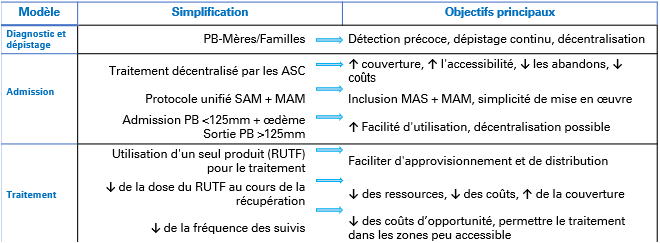 Modèle Simplification Objectifs principaux
Diagnostic et
dépistage
PB-Mères/Familles Détection précoce, dépistage continu, décentralisation
Admission
Traitement décentralisé par les ASC
↑ couverture, ↑ l'accessibilité, ↓ les abandons, ↓
coûts
Protocole unifié SAM + MAM Inclusion MAS + MAM, simplicité de mise en œuvre
Admission PB <125mm + œdème
Sortie PB >125mm
↑ Facilité d'utilisation, décentralisation possible
Traitement
Utilisation d'un seul produit (RUTF)
pour le traitement
Faciliter d'approvisionnement et de distribution
↓ de la dose du RUTF au cours de la
récupération
↓ des ressources, ↓ des coûts, ↑ de la couverture
↓ de la fréquence des suivis
↓ des coûts d'opportunité, permettre le traitement
dans les zones peu accessible